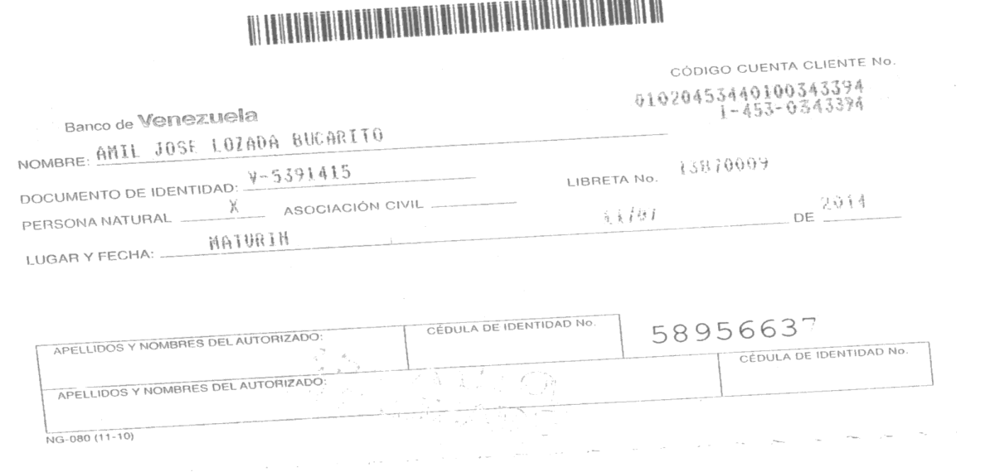 CÓDIGO CUENTA CLIENTE No.
01020453440100343394
1-453-0343394
Banco de Venezuela
NOMBRE: AMIL JOSE LOZADA BUCARITO
DOCUMENTO DE IDENTIDAD: V-5391415
LIBRETA No. 13870009
PERSONA NATURAL X ASOCIACIÓN CIVIL
LUGAR Y FECHA: MATURIN DE 2014
APELLIDOS Y NOMBRES DEL AUTORIZADO: CÉDULA DE IDENTIDAD No.
58956637
APELLIDOS Y NOMBRES DEL AUTORIZADO: CÉDULA DE IDENTIDAD No.
NG-080 (11-10)